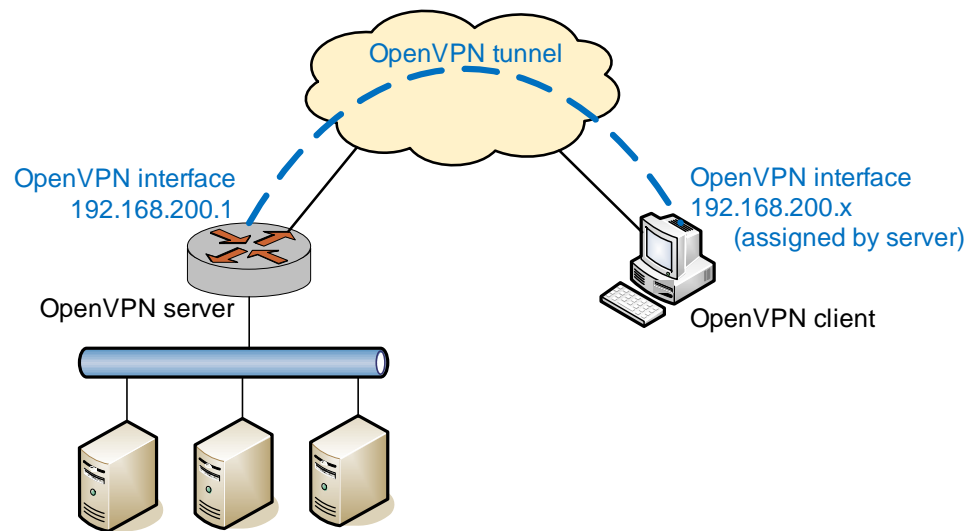 OpenVPN tunnel
OpenVPN interface
192.168.200.1
OpenVPN interface
192.168.200.x
(assigned by server)
OpenVPN server
OpenVPN client